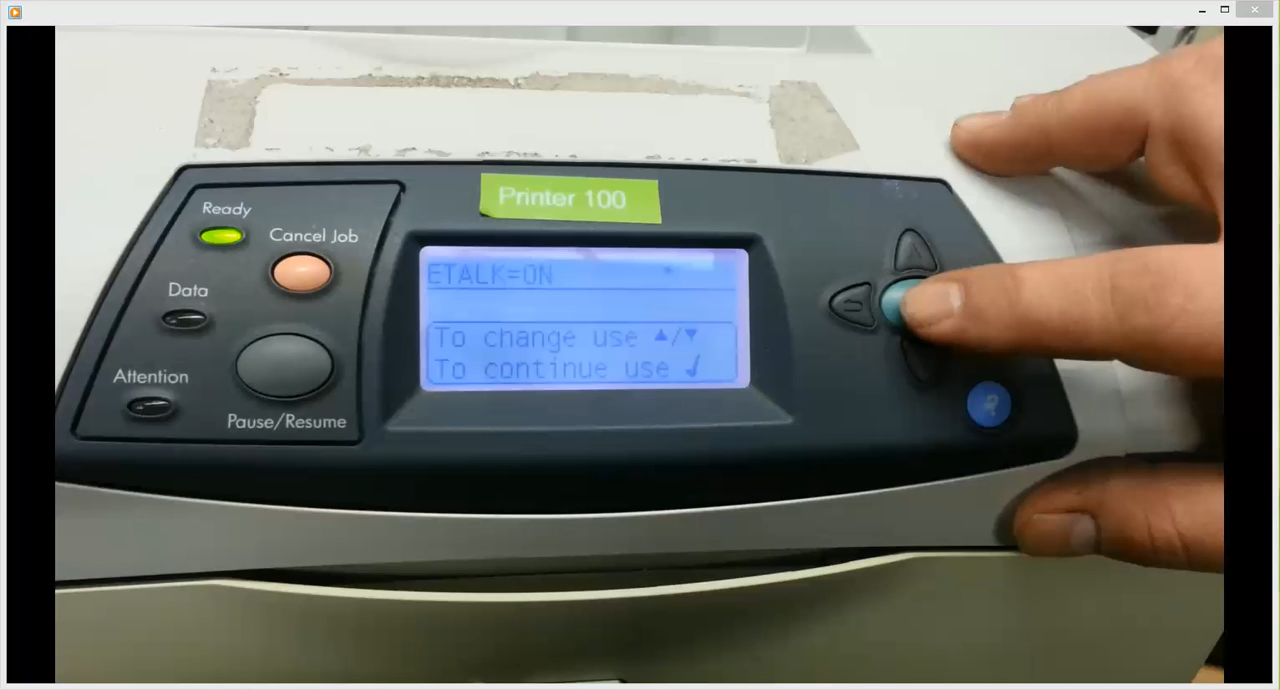 Printer 100
Ready
Cancel Job
Data
Attention
Pause/Resume
ETALK=ON
To change use ▲/▼
To continue use ✓
?